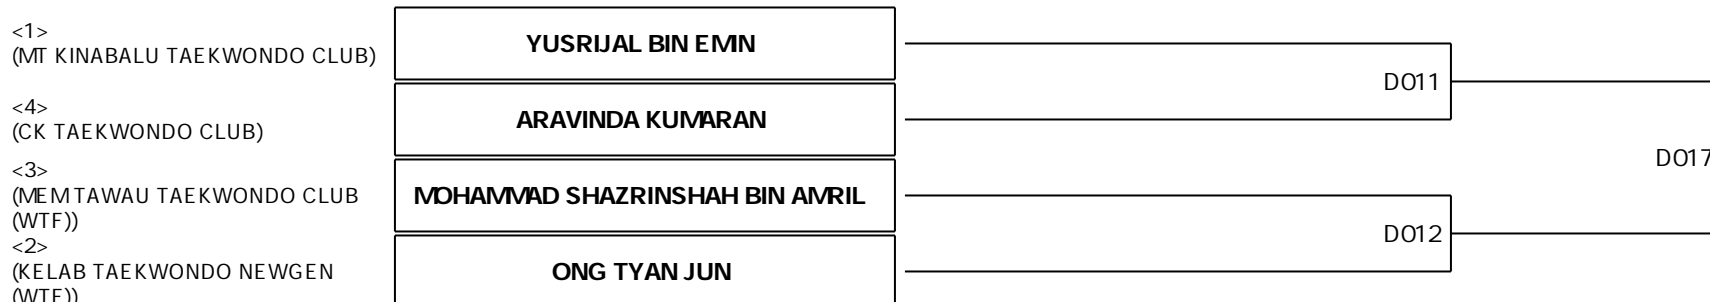 <1>
(MT KINABALU TAEKWONDO CLUB)
YUSRIJAL BIN EMIN
D011
<4>
(CK TAEKWONDO CLUB)
ARAVINDA KUMARAN
D017
<3>
(MEM TAWAU TAEKWONDO CLUB
(WTF))
MOHAMMAD SHAZRINSHAH BIN AMRIL
D012
<2>
(KELAB TAEKWONDO NEWGEN
(WTF))
ONG TYAN JUN